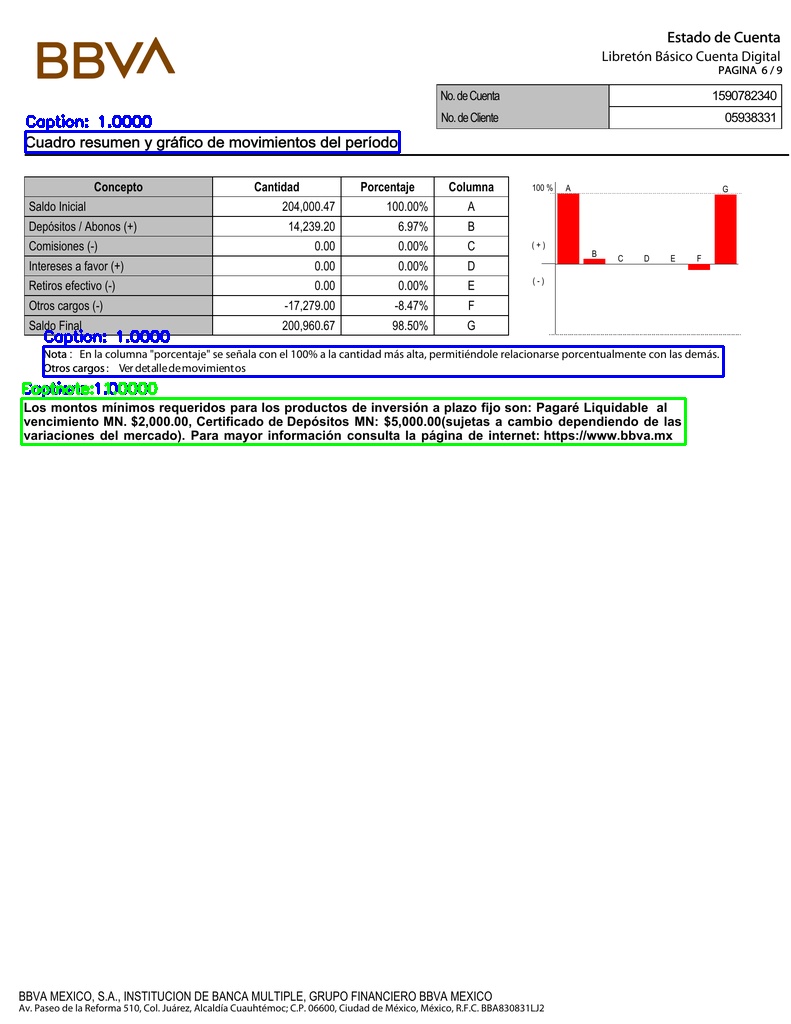 BBVA
Estado de Cuenta
Libretón Básico Cuenta Digital
PAGINA 6 / 9
No. de Cuenta 1590782340
No. de Cliente 05938331
Caption: 1.0000
Cuadro resumen y gráfico de movimientos del período
Concepto Cantidad Porcentaje Columna
Saldo Inicial 204,000.47 100.00% A
Depósitos / Abonos (+) 14,239.20 6.97% B
Comisiones (-) 0.00 0.00% C
Intereses a favor (+) 0.00 0.00% D
Retiros efectivo (-) 0.00 0.00% E
Otros cargos (-) -17,279.00 -8.47% F
Saldo Final 200,960.67 98.50% G
100 % A G
(+) B C D E F
(-)
Caption: 1.0000
Nota : En la columna "porcentaje" se señala con el 100% a la cantidad más alta, permitiéndole relacionarse porcentualmente con las demás.
Otros cargos : Ver detalle de movimientos
1.0000
Los montos mínimos requeridos para los productos de inversión a plazo fijo son: Pagaré Liquidable al
vencimiento MN. $2,000.00, Certificado de Depósitos MN: $5,000.00(sujetas a cambio dependiendo de las
variaciones del mercado). Para mayor información consulta la página de internet: https://www.bbva.mx
BBVA MEXICO, S.A., INSTITUCION DE BANCA MULTIPLE, GRUPO FINANCIERO BBVA MEXICO
Av. Paseo de la Reforma 510, Col. Juárez, Alcaldía Cuauhtémoc; C.P. 06600, Ciudad de México, México, R.F.C. BBA830831LJ2